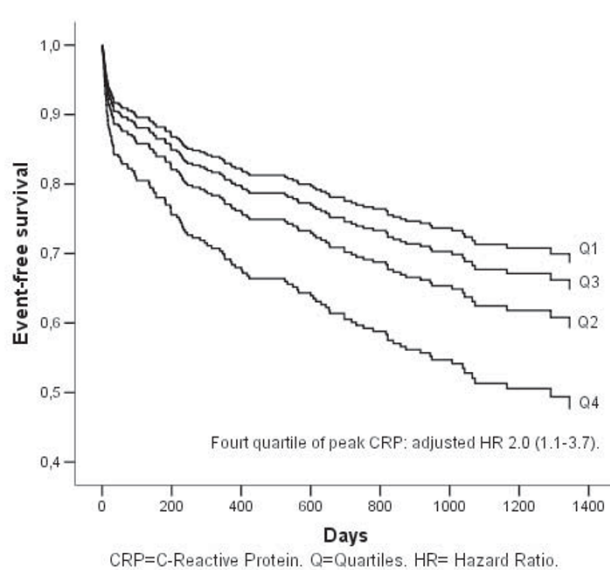 Event-free survival
1,0
0,9
0,8
0,7
0,6
0,5
0,4
Q1
Q3
Q2
Q4
Fourt quartile of peak CRP: adjusted HR 2.0 (1.1-3.7).
0 200 400 600 800 1000 1200 1400
Days
CRP=C-Reactive Protein. Q=Quartiles. HR= Hazard Ratio.